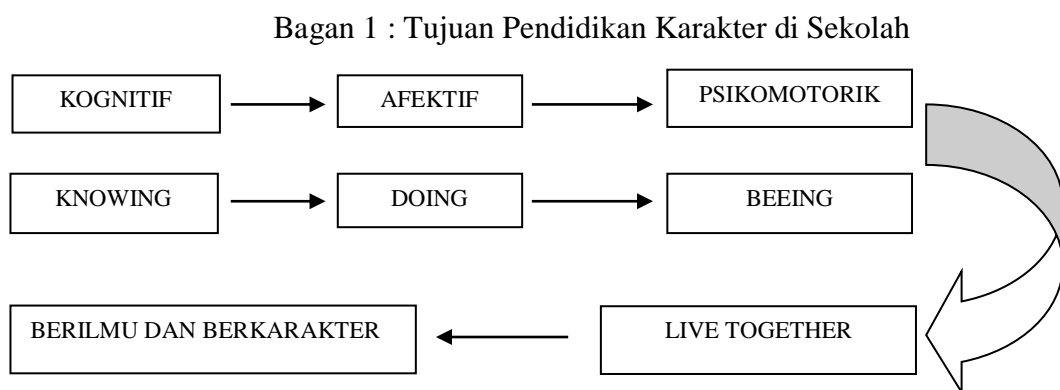 Bagan 1 : Tujuan Pendidikan Karakter di Sekolah
KOGNITIF
AFEKTIF
PSIKOMOTORIK
KNOWING
DOING
BEEING
BERILMU DAN BERKARAKTER
LIVE TOGETHER